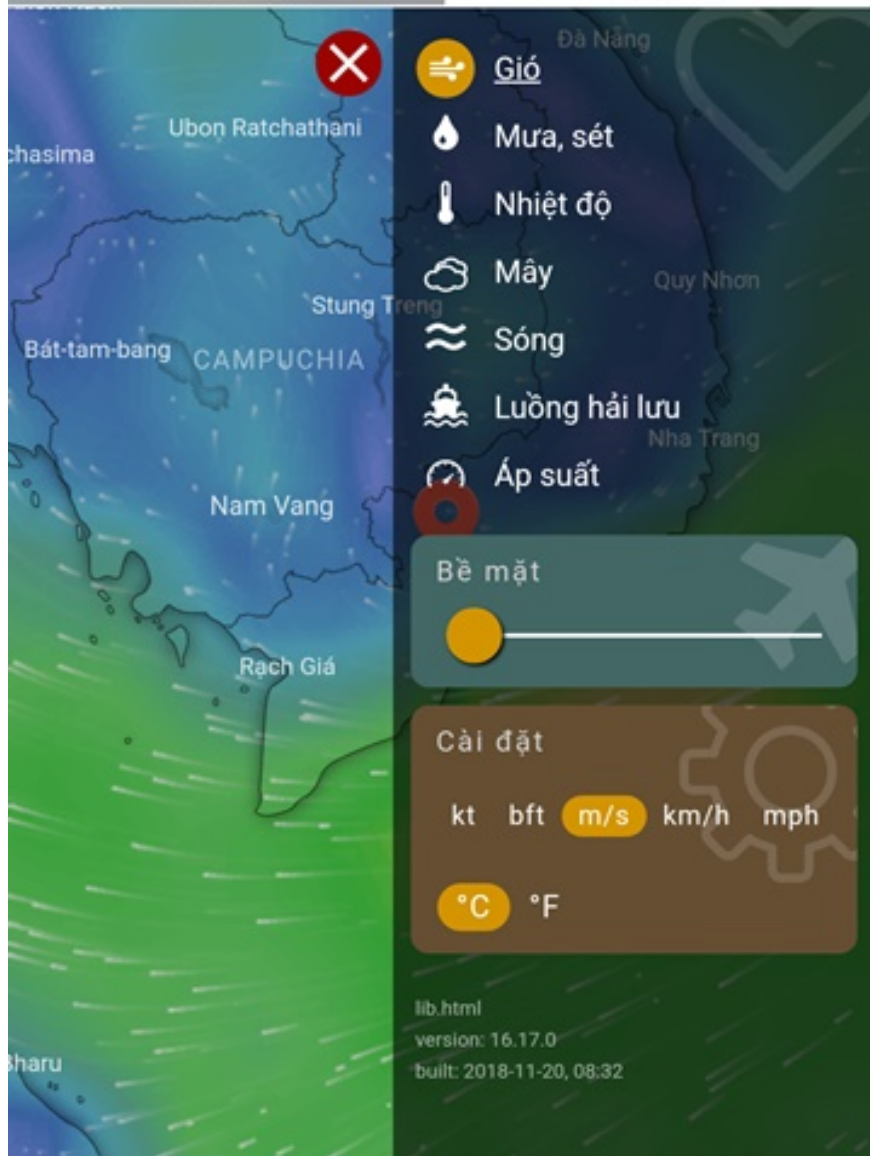 Đà Nẵng
Gió
Ubon Ratchathani
Mưa, sét
chasima
Nhiệt độ
Mây
Quy Nhơn
Stung Treng
Sóng
Bát-tam-bang
CAMPUCHIA
Luồng hải lưu
Nha Trang
Áp suất
Nam Vang
Bề mặt
Rạch Giá
Cài đặt
kt bft m/s km/h mph
°C °F
lib.html
version: 16.17.0
built: 2018-11-20, 08:32
Bharu